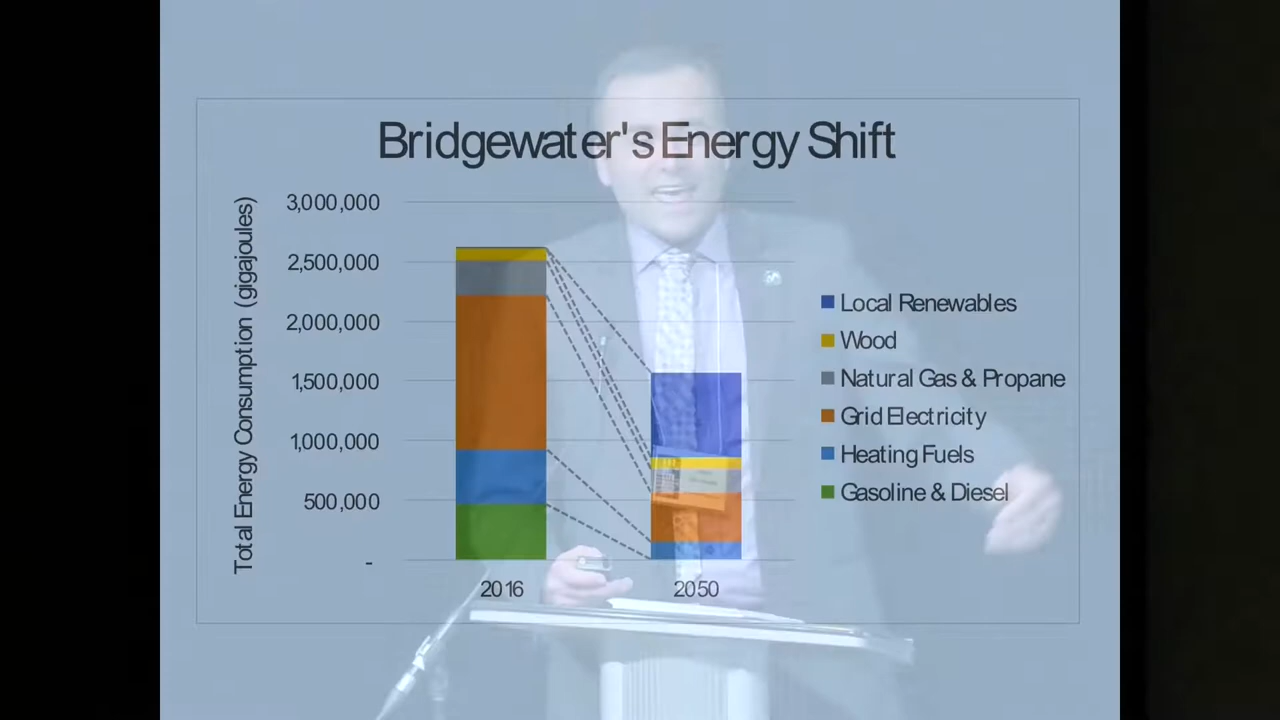 Bridgewater's Energy Shift
Total Energy Consumption (gigajoules)
3,000,000
2,500,000
2,000,000
1,500,000
1,000,000
500,000
-
2016
2050
Local Renewables
Wood
Natural Gas & Propane
Grid Electricity
Heating Fuels
Gasoline & Diesel